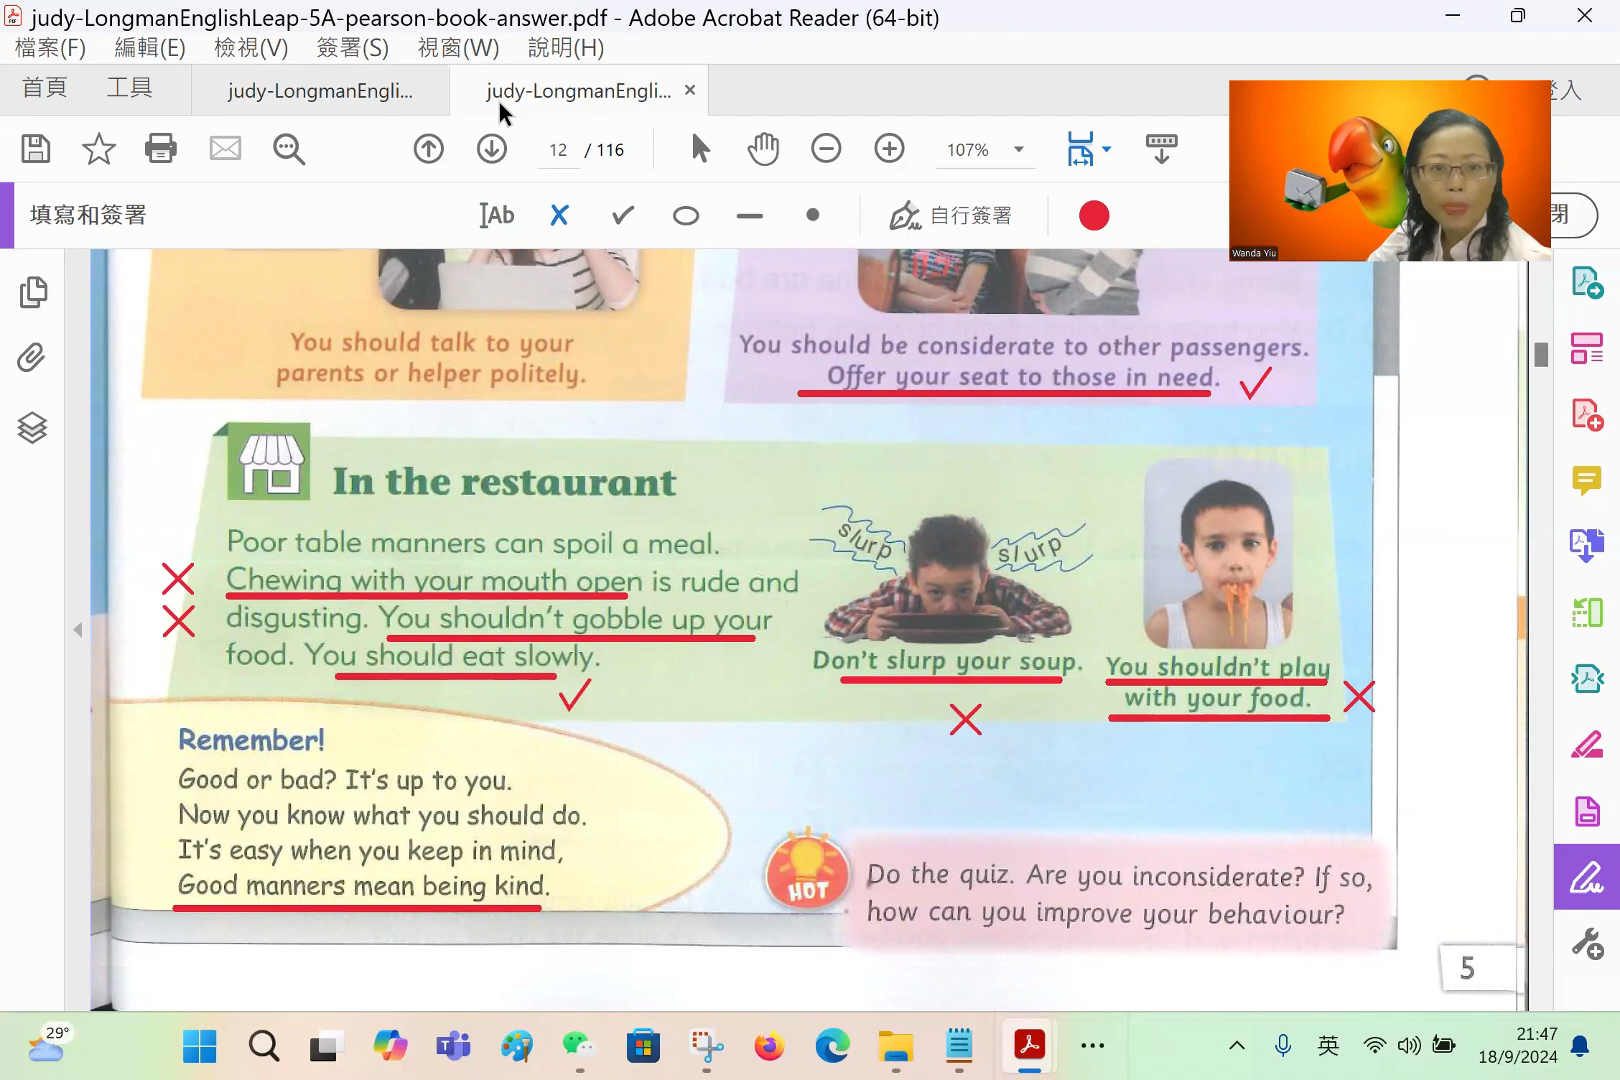 judy-LongmanEnglishLeap-5A-pearson-book-answer.pdf - Adobe Acrobat Reader (64-bit)
檔案(F) 編輯(E) 檢視(V) 簽署(S) 視窗(W) 說明(H)
首頁 工具 judy-LongmanEngli... judy-LongmanEngli... 登入
12 / 116 107%
填寫和簽署 Ab 自行簽署
Wanda Yiu
You should talk to your
parents or helper politely.
You should be considerate to other passengers.
Offer your seat to those in need.
In the restaurant
Poor table manners can spoil a meal.
Chewing with your mouth open is rude and
disgusting. You shouldn't gobble up your
food. You should eat slowly.
slurp slurp
Don't slurp your soup.
You shouldn't play
with your food.
Remember!
Good or bad? It's up to you.
Now you know what you should do.
It's easy when you keep in mind,
Good manners mean being kind.
HOT
Do the quiz. Are you inconsiderate? If so,
how can you improve your behaviour?
5
29°
英
21:47
18/9/2024